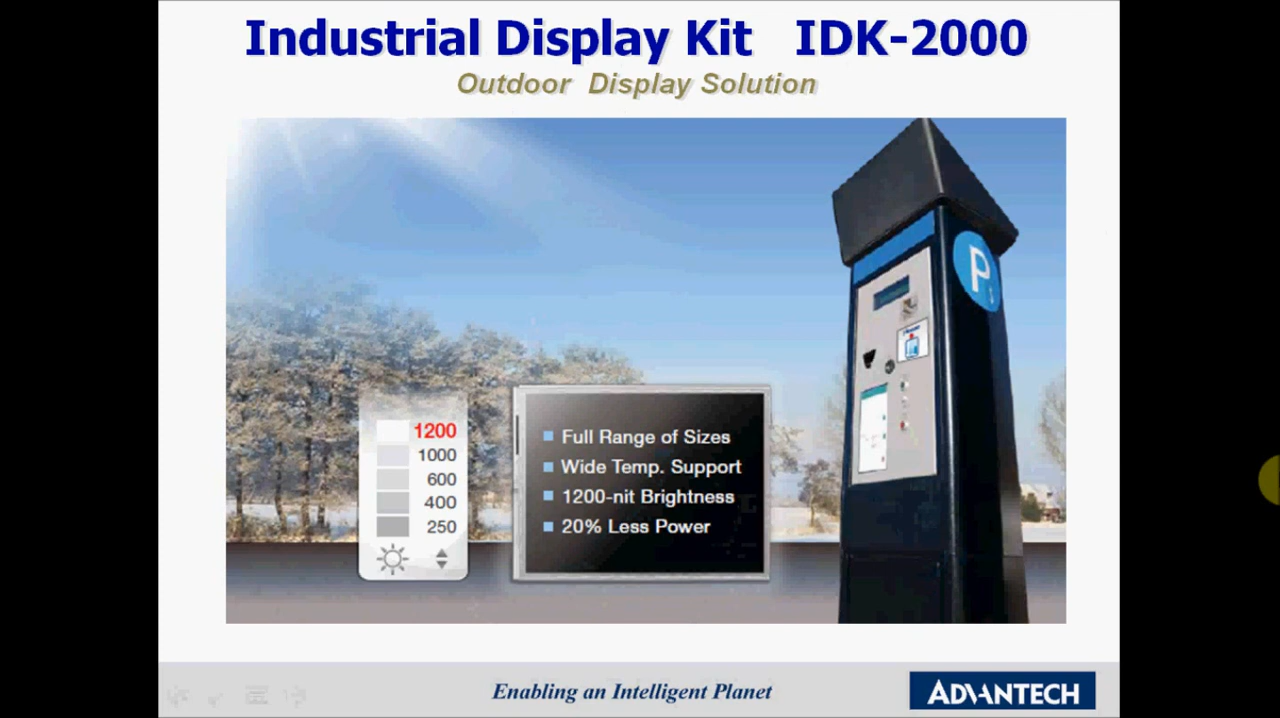 Industrial Display Kit IDK-2000
Outdoor Display Solution
P
1200
1000
600
400
250
Full Range of Sizes
Wide Temp. Support
1200-nit Brightness
20% Less Power
Enabling an Intelligent Planet
ADVANTECH